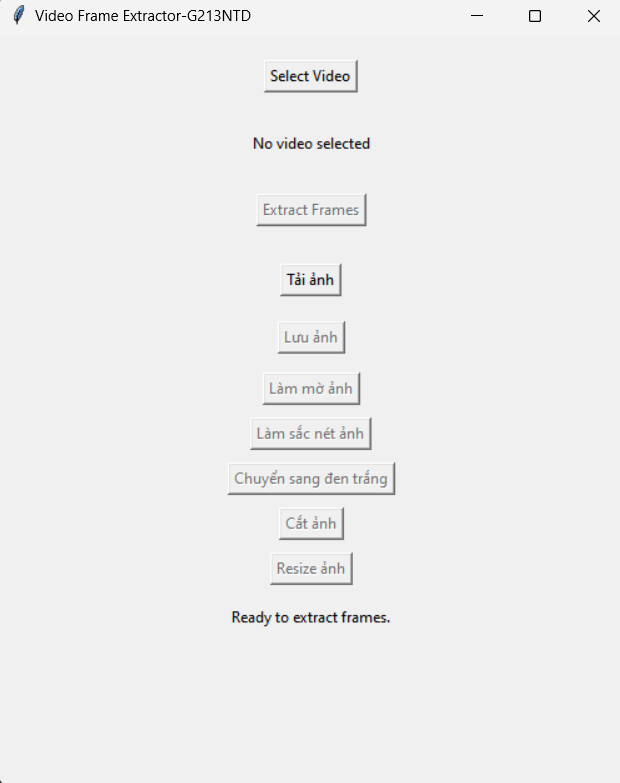 Video Frame Extractor-G213NTD
Select Video
No video selected
Extract Frames
Tải ảnh
Lưu ảnh
Làm mờ ảnh
Làm sắc nét ảnh
Chuyển sang đen trắng
Cắt ảnh
Resize ảnh
Ready to extract frames.